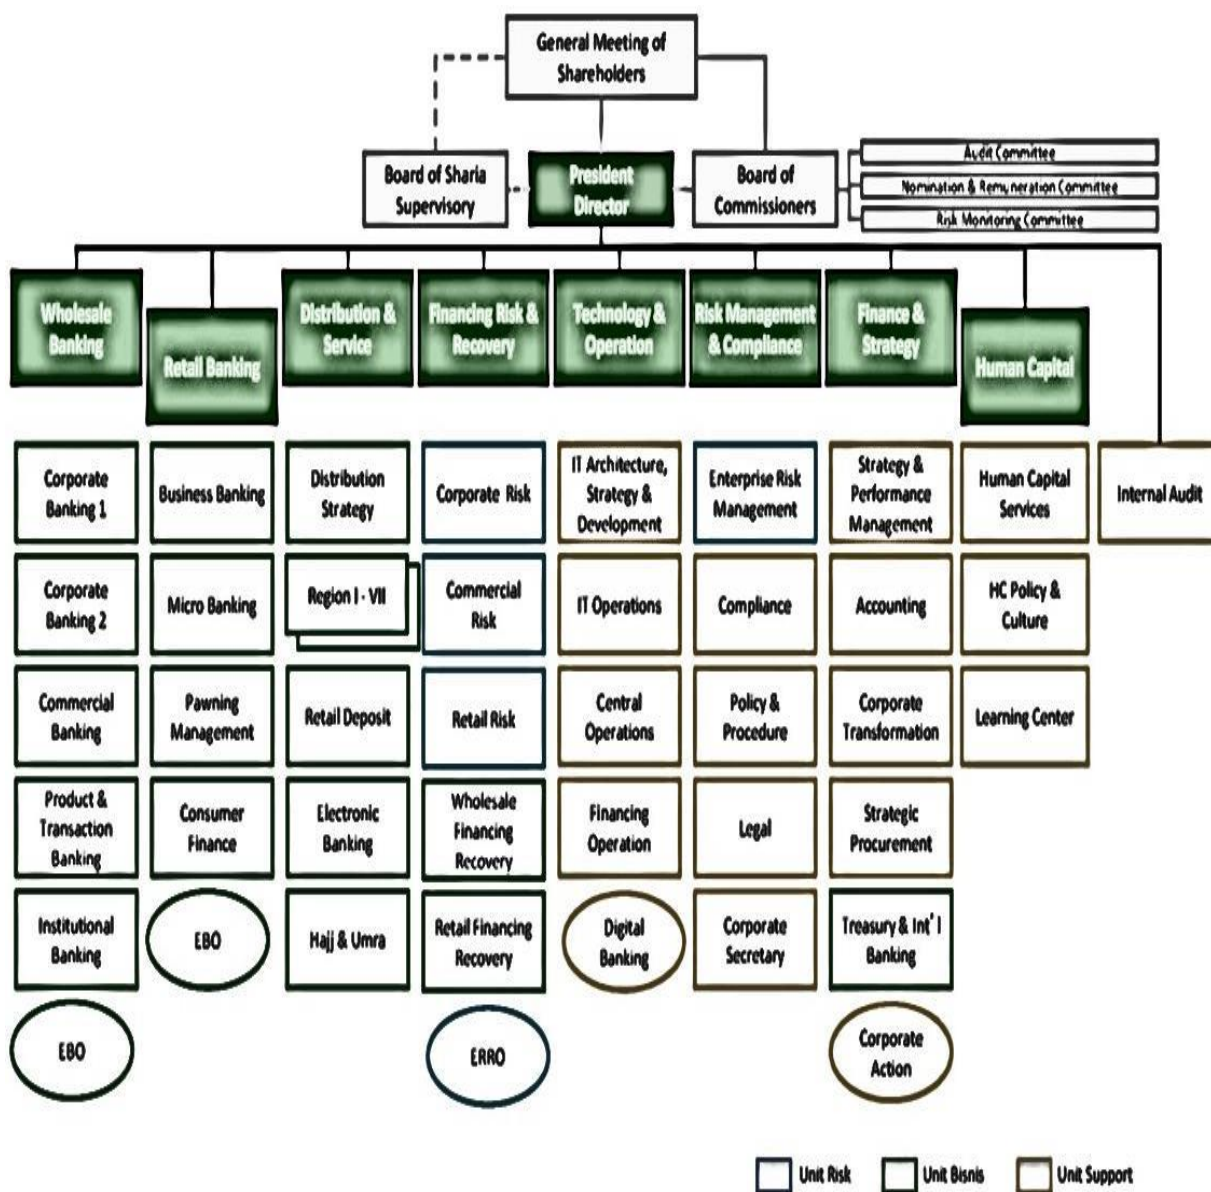 General Meeting of
Shareholders
Board of Sharia
Supervisory
President
Director
Board of
Commissioners
Audit Committee
Nomination & Remuneration Committee
Risk Monitoring Committee
Wholesale
Banking
Retail Banking
Distribution &
Service
Financing Risk &
Recovery
Technology &
Operation
Risk Management
& Compliance
Finance &
Strategy
Human Capital
Corporate
Banking 1
Business Banking
Distribution
Strategy
Corporate Risk
IT Architecture,
Strategy &
Development
Enterprise Risk
Management
Strategy &
Performance
Management
Human Capital
Services
Internal Audit
Corporate
Banking 2
Micro Banking
Region I - VII
Commercial
Risk
IT Operations
Compliance
Accounting
HC Policy &
Culture
Commercial
Banking
Pawning
Management
Retail Deposit
Retail Risk
Central
Operations
Policy &
Procedure
Corporate
Transformation
Learning Center
Product &
Transaction
Banking
Consumer
Finance
Electronic
Banking
Wholesale
Financing
Recovery
Financing
Operation
Legal
Strategic
Procurement
Institutional
Banking
EBO
Hajj & Umra
Retail Financing
Recovery
Digital
Banking
Corporate
Secretary
Treasury & Int' l
Banking
EBO
ERRO
Corporate
Action
Unit Risk
Unit Bisnis
Unit Support